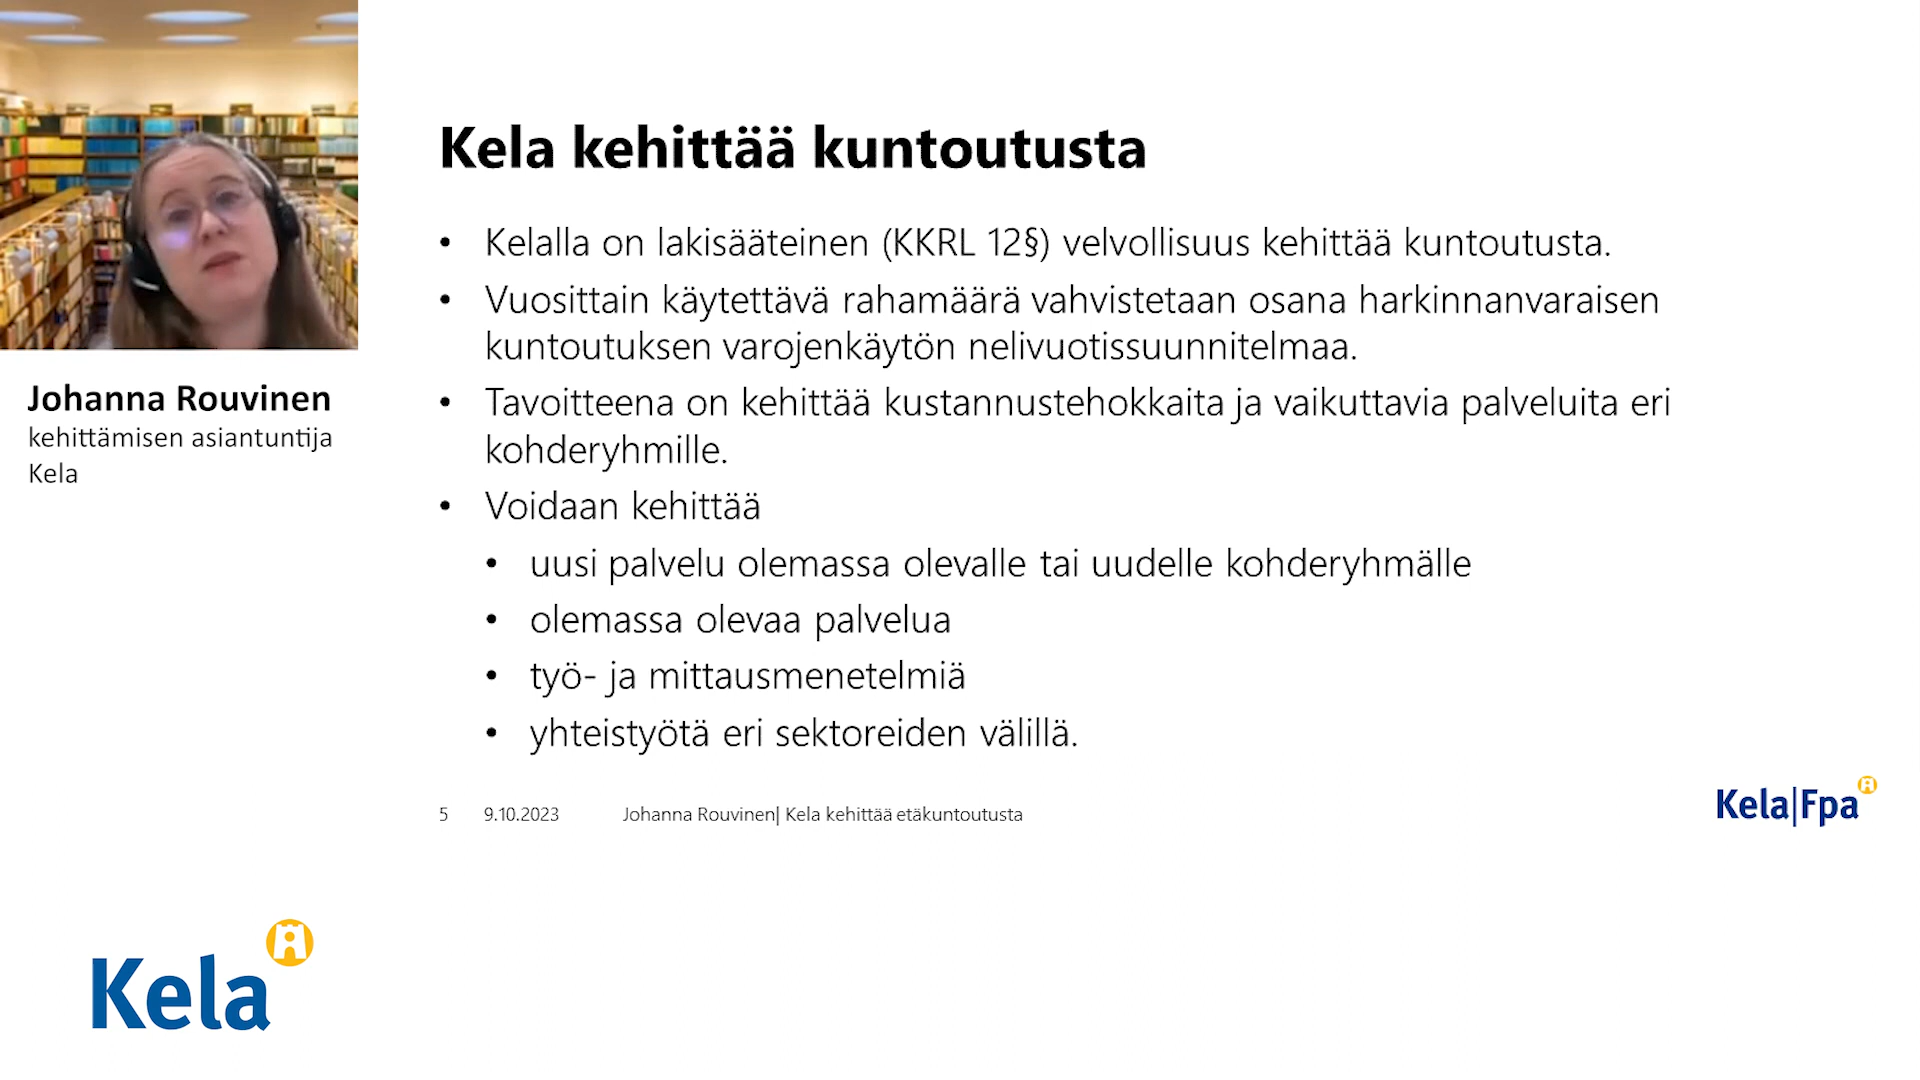 Kela kehittää kuntoutusta
• Kelalla on lakisääteinen (KKRL 12§) velvollisuus kehittää kuntoutusta.
• Vuosittain käytettävä rahamäärä vahvistetaan osana harkinnanvaraisen
kuntoutuksen varojenkäytön nelivuotissuunnitelmaa.
• Tavoitteena on kehittää kustannustehokkaita ja vaikuttavia palveluita eri
kohderyhmille.
• Voidaan kehittää
• uusi palvelu olemassa olevalle tai uudelle kohderyhmälle
• olemassa olevaa palvelua
• työ- ja mittausmenetelmiä
• yhteistyötä eri sektoreiden välillä.
5 9.10.2023 Johanna Rouvinen| Kela kehittää etäkuntoutusta
Kela|Fpa
Johanna Rouvinen
kehittämisen asiantuntija
Kela
Kela